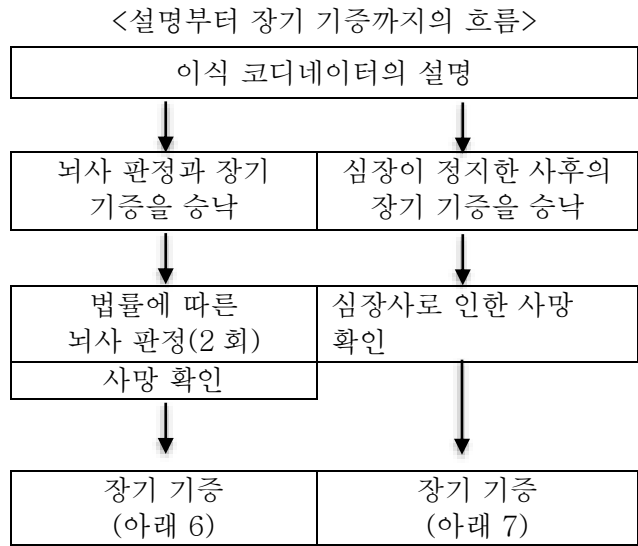 <설명부터 장기 기증까지의 흐름>
이식 코디네이터의 설명
뇌사 판정과 장기
기증을 승낙
심장이 정지한 사후의
장기 기증을 승낙
법률에 따른
뇌사 판정(2 회)
사망 확인
심장사로 인한 사망
확인
장기 기증
(아래 6)
장기 기증
(아래 7)